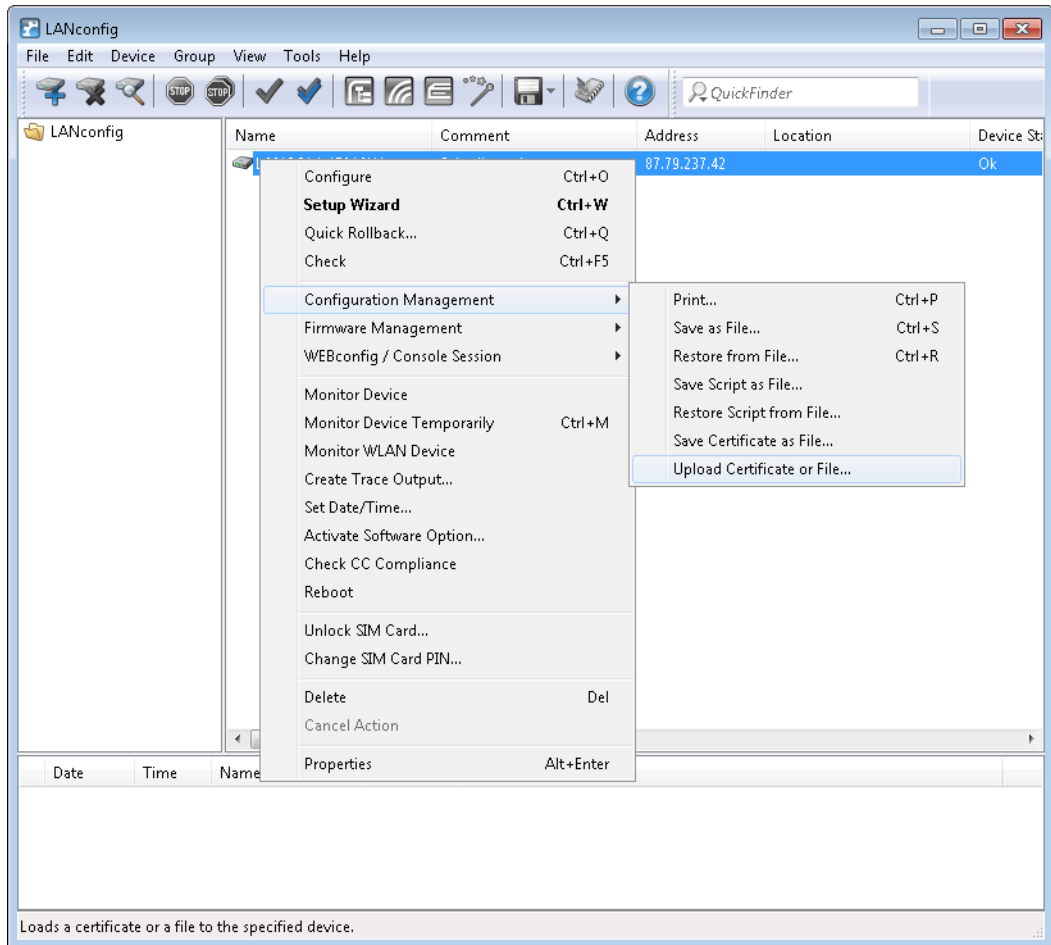 LANconfig
File Edit Device Group View Tools Help
STOP STOP QuickFinder
LANconfig
Name Comment Address Location Device Sta
87.79.237.42 Ok
Configure Ctrl+O
Setup Wizard Ctrl+W
Quick Rollback... Ctrl+Q
Check Ctrl+F5
Configuration Management
Firmware Management
WEBconfig / Console Session
Monitor Device
Monitor Device Temporarily Ctrl+M
Monitor WLAN Device
Create Trace Output...
Set Date/Time...
Activate Software Option...
Check CC Compliance
Reboot
Unlock SIM Card...
Change SIM Card PIN...
Delete Del
Cancel Action
Properties Alt+Enter
Print... Ctrl+P
Save as File... Ctrl+S
Restore from File... Ctrl+R
Save Script as File...
Restore Script from File...
Save Certificate as File...
Upload Certificate or File...
Date Time Name
Loads a certificate or a file to the specified device.